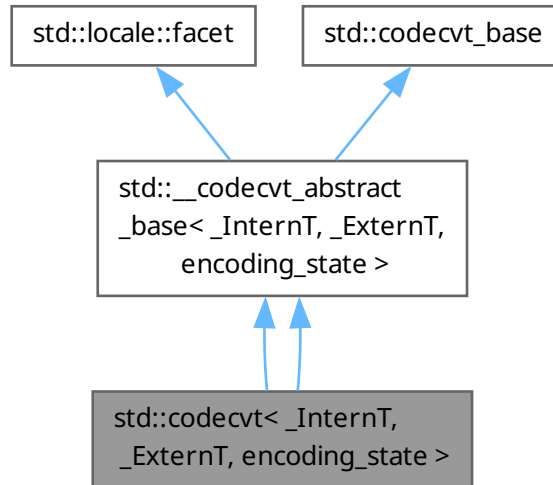 std::locale::facet
std::codecvt_base
std::__codecvt_abstract
_base< _InternT, _ExternT,
encoding_state >
std::codecvt< _InternT,
_ExternT, encoding_state >